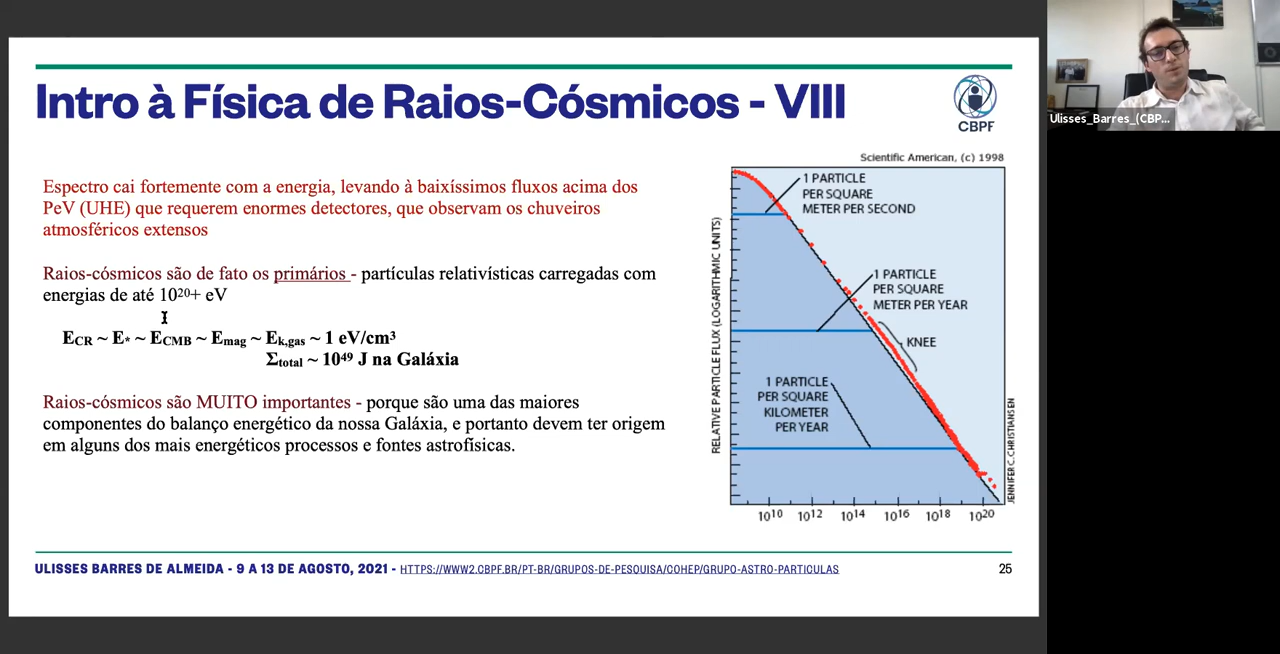 Intro à Física de Raios-Cósmicos - VIII
CBPF
Espectro cai fortemente com a energia, levando à baixíssimos fluxos acima dos
PeV (UHE) que requerem enormes detectores, que observam os chuveiros
atmosféricos extensos
Raios-cósmicos são de fato os primários - partículas relativísticas carregadas com
energias de até 10²⁰+ eV
E_CR ~ E_* ~ E_CMB ~ E_mag ~ E_k,gas ~ 1 eV/cm³
Σ_total ~ 10⁴⁹ J na Galáxia
Raios-cósmicos são MUITO importantes - porque são uma das maiores
componentes do balanço energético da nossa Galáxia, e portanto devem ter origem
em alguns dos mais energéticos processos e fontes astrofísicas.
Scientific American, (c) 1998
RELATIVE PARTICLE FLUX (LOGARITHMIC UNITS)
1 PARTICLE
PER SQUARE
METER PER SECOND
1 PARTICLE
PER SQUARE
METER PER YEAR
KNEE
1 PARTICLE
PER SQUARE
KILOMETER
PER YEAR
JENNIFER C. CHRISTIANSEN
10¹⁰ 10¹² 10¹⁴ 10¹⁶ 10¹⁸ 10²⁰
ULISSES BARRES DE ALMEIDA - 9 A 13 DE AGOSTO, 2021 - HTTPS://WWW2.CBPF.BR/PT-BR/GRUPOS-DE-PESQUISA/COHEP/GRUPO-ASTRO-PARTICULAS
25
Ulisses_Barres_(CBP...